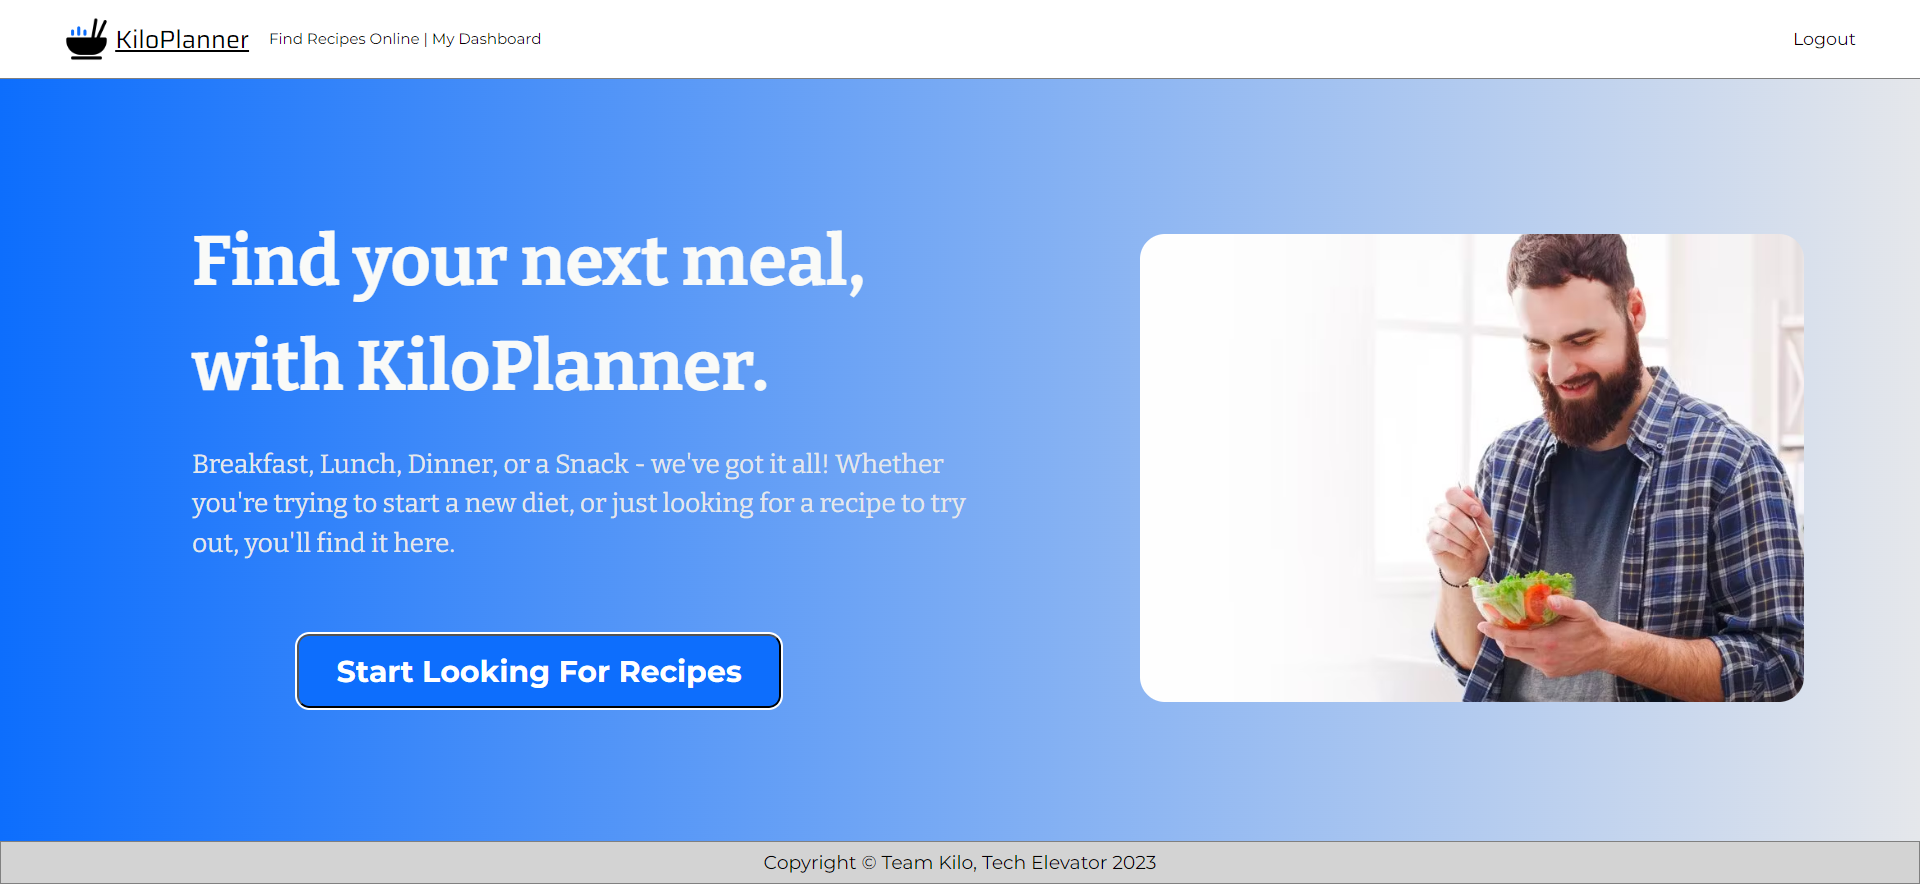 KiloPlanner
Find Recipes Online | My Dashboard
Logout
Find your next meal,
with KiloPlanner.
Breakfast, Lunch, Dinner, or a Snack - we've got it all! Whether
you're trying to start a new diet, or just looking for a recipe to try
out, you'll find it here.
Start Looking For Recipes
Copyright © Team Kilo, Tech Elevator 2023